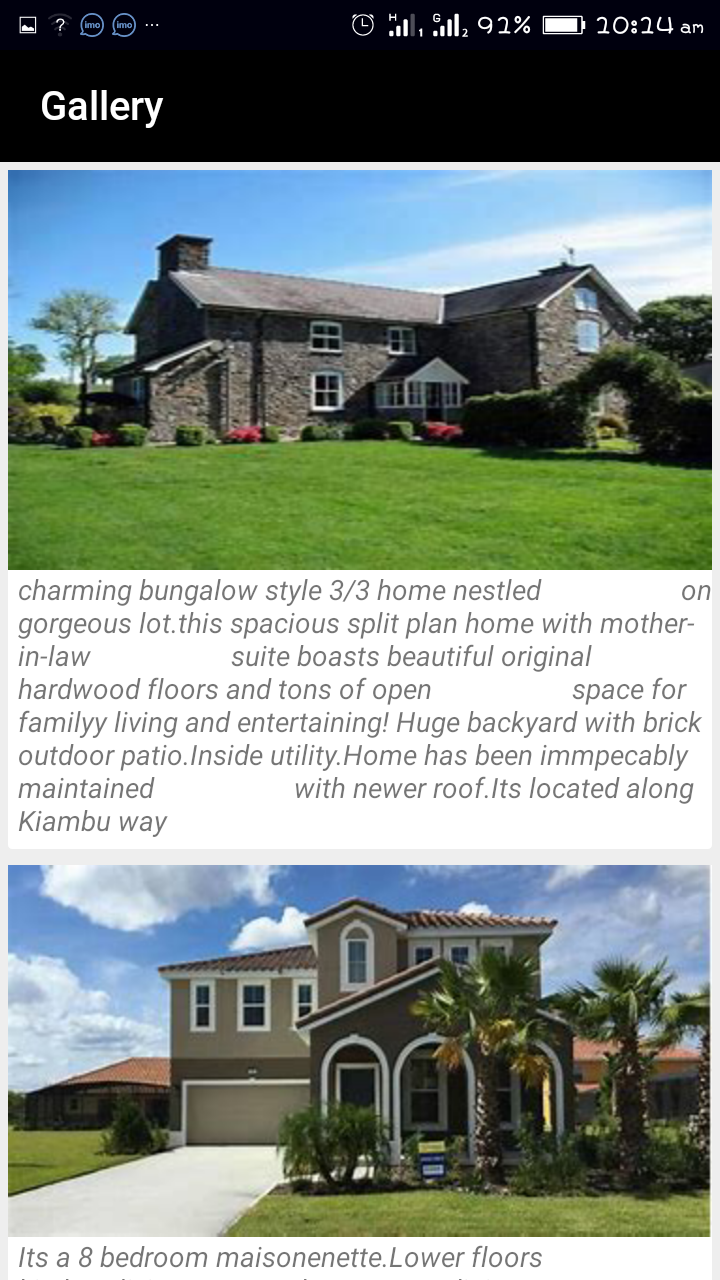 ? imo imo ... H 1 G 2 92% 20:24 am
Gallery
charming bungalow style 3/3 home nestled on
gorgeous lot.this spacious split plan home with mother-
in-law suite boasts beautiful original
hardwood floors and tons of open space for
familyy living and entertaining! Huge backyard with brick
outdoor patio.Inside utility.Home has been immpecably
maintained with newer roof.Its located along
Kiambu way
Its a 8 bedroom maisonenette.Lower floors